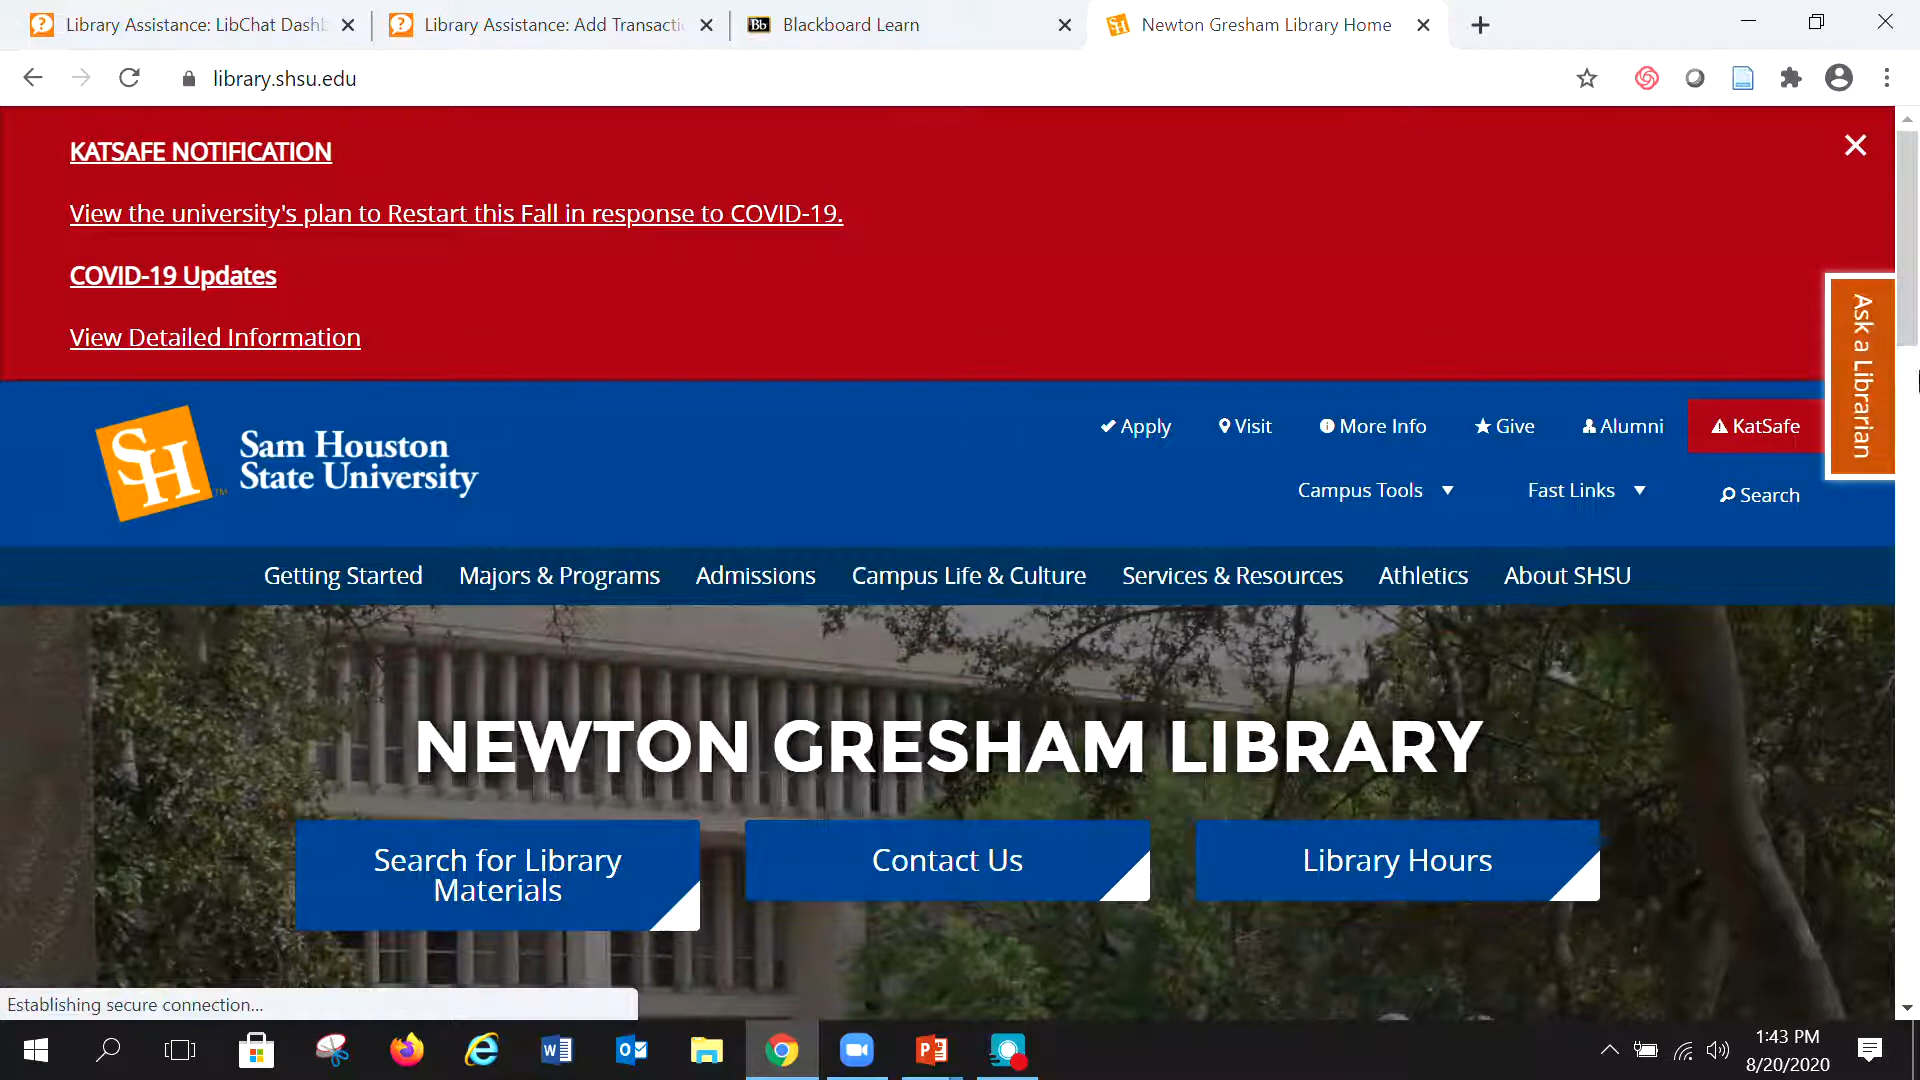 Library Assistance: LibChat Dashb
Library Assistance: Add Transacti
Bb Blackboard Learn
Newton Gresham Library Home
library.shsu.edu
KATSAFE NOTIFICATION
View the university's plan to Restart this Fall in response to COVID-19.
COVID-19 Updates
View Detailed Information
Ask a Librarian
SH
TM
Sam Houston
State University
Apply
Visit
More Info
Give
Alumni
KatSafe
Campus Tools
Fast Links
Search
Getting Started
Majors & Programs
Admissions
Campus Life & Culture
Services & Resources
Athletics
About SHSU
NEWTON GRESHAM LIBRARY
Search for Library
Materials
Contact Us
Library Hours
Establishing secure connection...
1:43 PM
8/20/2020